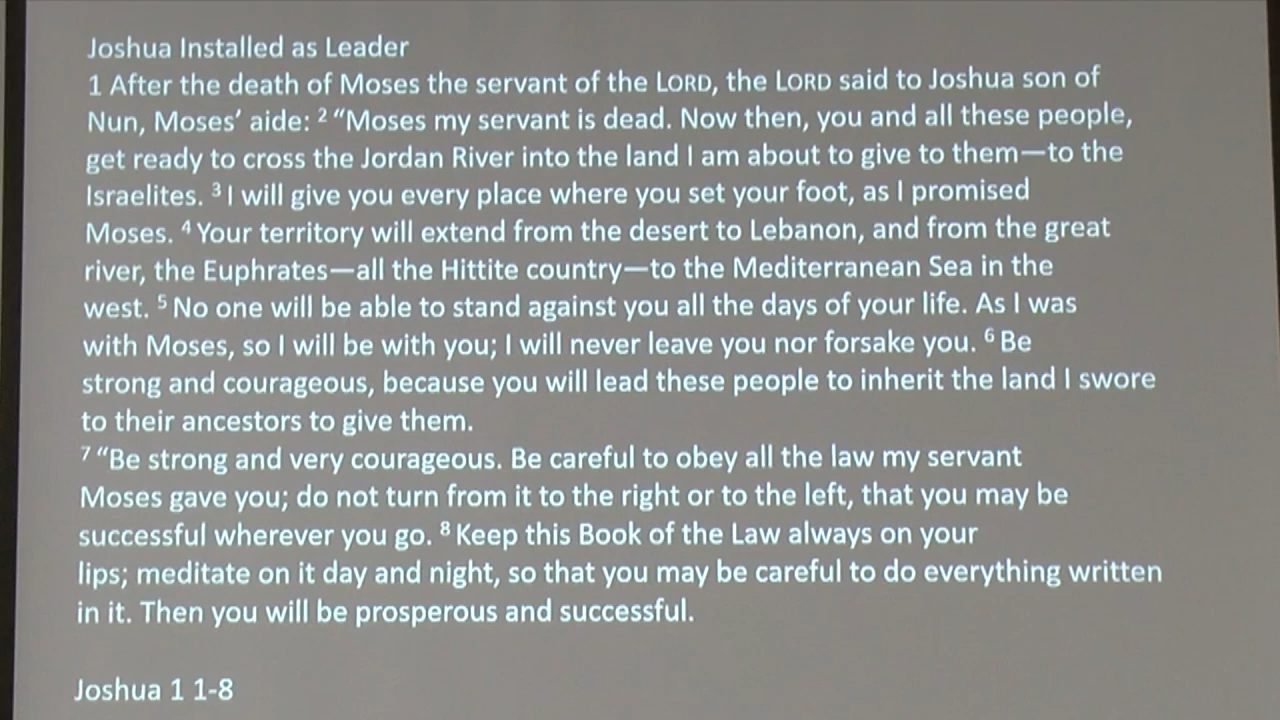 Joshua Installed as Leader
1 After the death of Moses the servant of the LORD, the LORD said to Joshua son of
Nun, Moses’ aide: 2 “Moses my servant is dead. Now then, you and all these people,
get ready to cross the Jordan River into the land I am about to give to them—to the
Israelites. 3 I will give you every place where you set your foot, as I promised
Moses. 4 Your territory will extend from the desert to Lebanon, and from the great
river, the Euphrates—all the Hittite country—to the Mediterranean Sea in the
west. 5 No one will be able to stand against you all the days of your life. As I was
with Moses, so I will be with you; I will never leave you nor forsake you. 6 Be
strong and courageous, because you will lead these people to inherit the land I swore
to their ancestors to give them.
7 “Be strong and very courageous. Be careful to obey all the law my servant
Moses gave you; do not turn from it to the right or to the left, that you may be
successful wherever you go. 8 Keep this Book of the Law always on your
lips; meditate on it day and night, so that you may be careful to do everything written
in it. Then you will be prosperous and successful.
Joshua 1 1-8